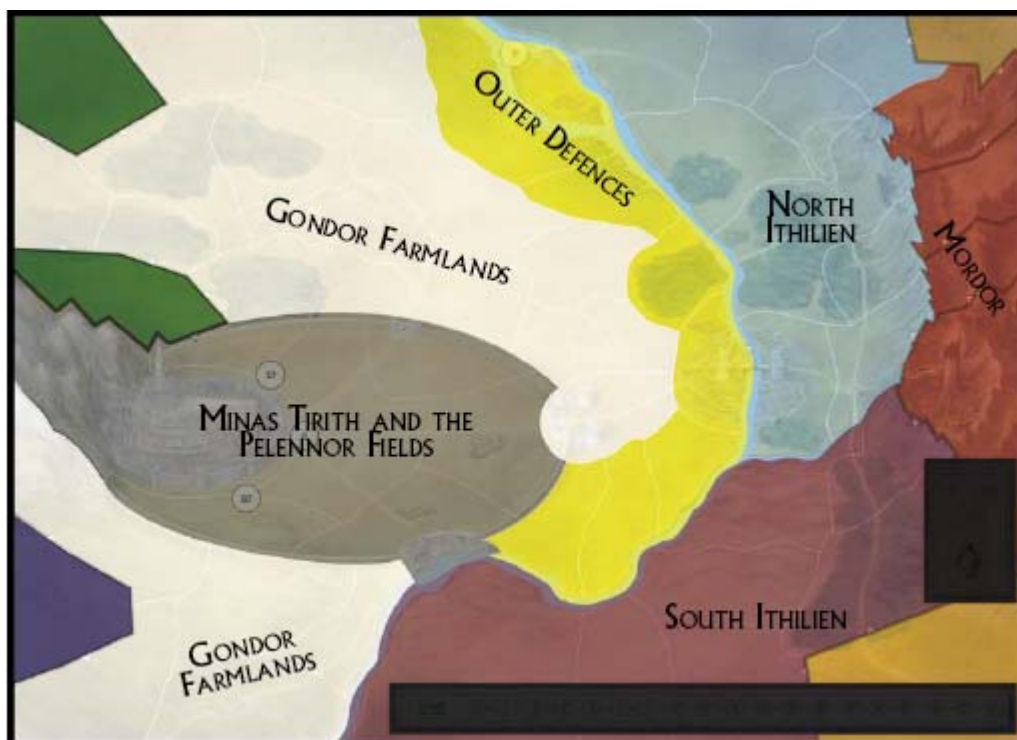 Outer Defences
North
Ithilien
Gondor Farmlands
Mordor
Minas Tirith and the
Pelennor Fields
South Ithilien
Gondor
Farmlands